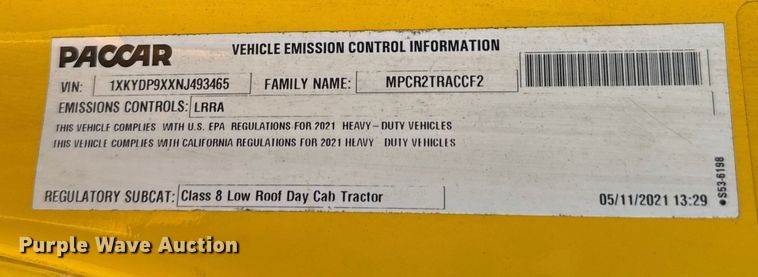 PACCAR VEHICLE EMISSION CONTROL INFORMATION
VIN: 1XKYDP9XXNJ493465 FAMILY NAME: MPCR2TRACCF2
EMISSIONS CONTROLS: LRRA
THIS VEHICLE COMPLIES WITH U.S. EPA REGULATIONS FOR 2021 HEAVY-DUTY VEHICLES
THIS VEHICLE COMPLIES WITH CALIFORNIA REGULATIONS FOR 2021 HEAVY DUTY VEHICLES
REGULATORY SUBCAT: Class 8 Low Roof Day Cab Tractor 05/11/2021 13:29
S53-6198
Purple Wave Auction